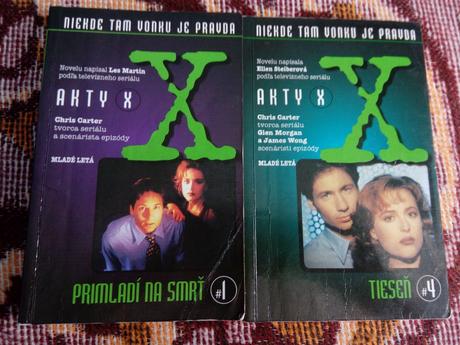 NIEKDE TAM VONKU JE PRAVDA
Novelu napísal Les Martin
podľa televízneho seriálu
AKTY X
X
Chris Carter
tvorca seriálu
a scenárista epizódy
MLADÉ LETÁ
PRIMLADÍ NA SMRŤ #1
NIEKDE TAM VONKU JE PRAVDA
Novelu napísala
Ellen Steiberová
podľa televízneho seriálu
AKTY X
X
Chris Carter
tvorca seriálu
Glen Morgan
a James Wong
scenáristi epizódy
MLADÉ LETÁ
TIESEŇ #4